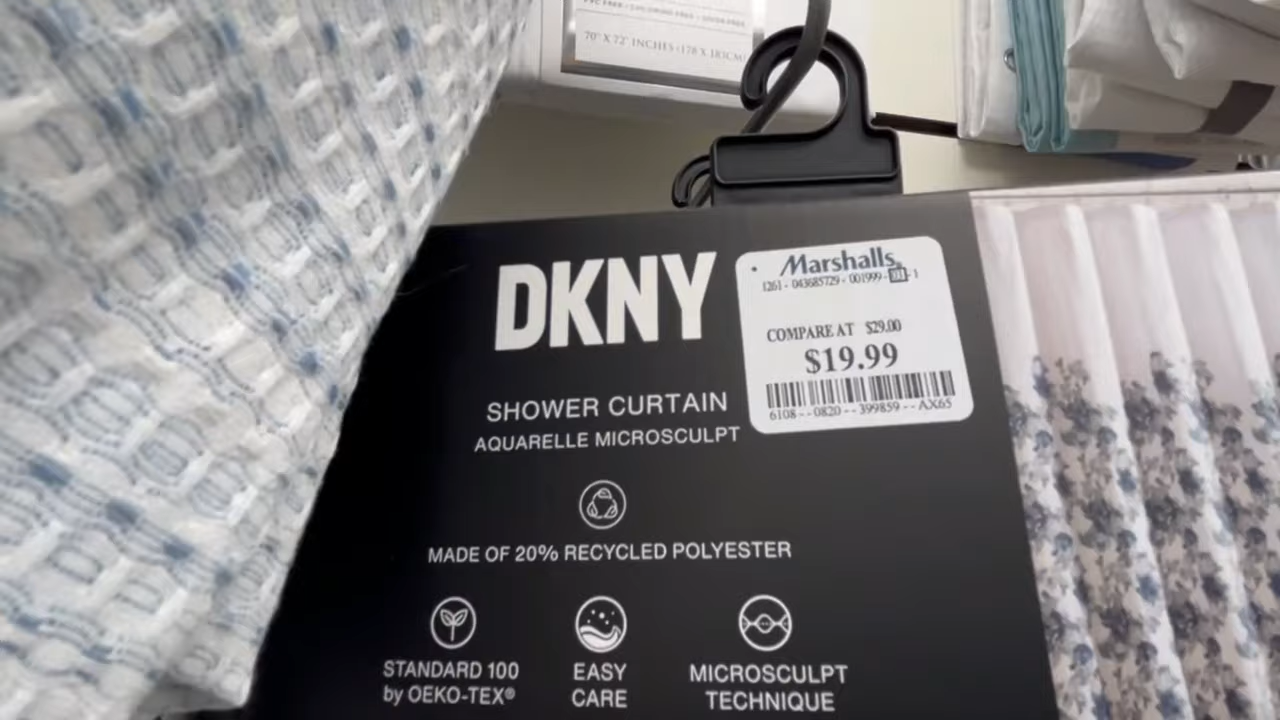 70" X 72" INCHES (178 X 183CM)
DKNY
SHOWER CURTAIN
AQUARELLE MICROSCULPT
Marshalls®
1261 - 043685729 - 001999 - 01 - 1
COMPARE AT $29.00
$19.99
6108 - - 0820 - - 399859 - - AX65
MADE OF 20% RECYCLED POLYESTER
STANDARD 100
by OEKO-TEX®
EASY
CARE
MICROSCULPT
TECHNIQUE